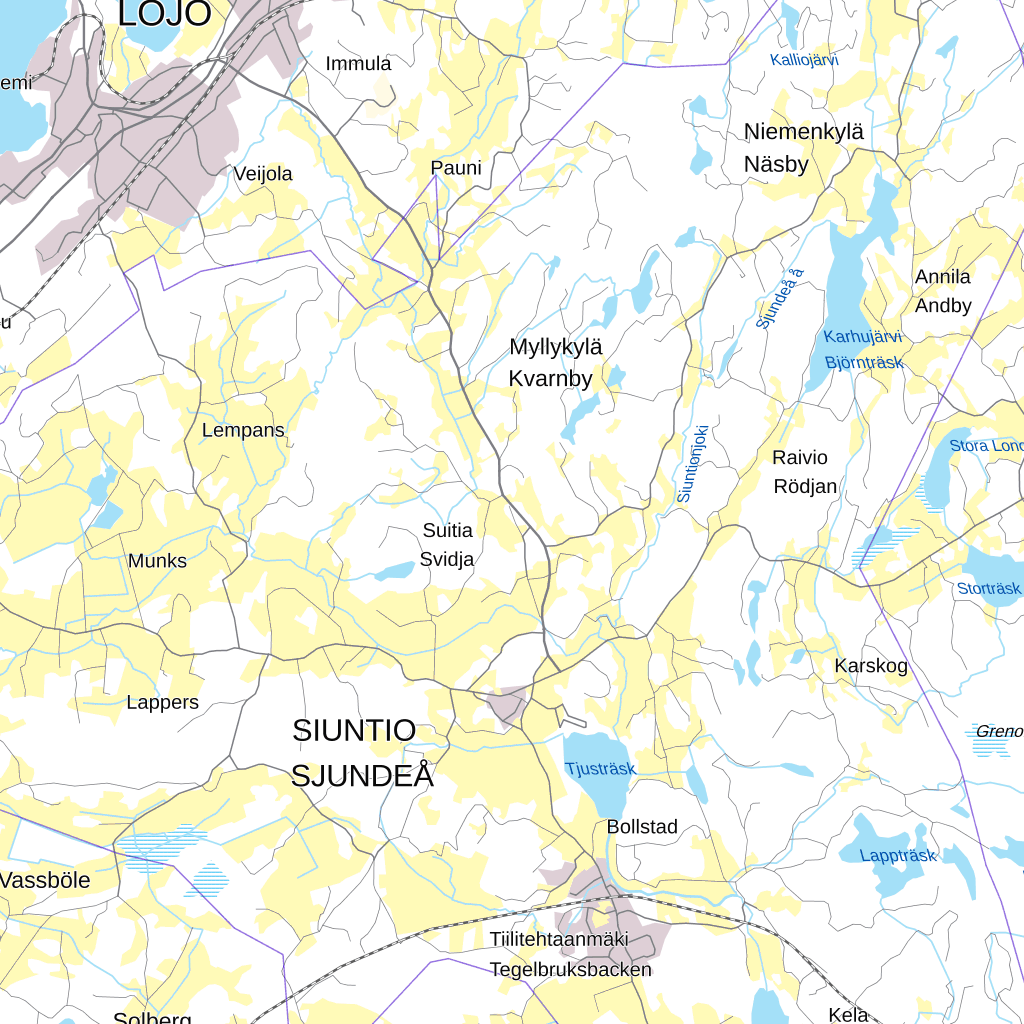 LOJO
Immula
Kalliojärvi
emi
Niemenkylä
Näsby
Veijola
Pauni
Annila
Andby
Sjundeå å
u
Karhujärvi
Björnträsk
Myllykylä
Kvarnby
Lempans
Siuntionjoki
Stora Lond
Raivio
Rödjan
Suitia
Svidja
Munks
Storträsk
Karskog
Lappers
SIUNTIO
SJUNDEÅ
Greno
Tjusträsk
Bollstad
Lappträsk
Vassböle
Tiilitehtaanmäki
Tegelbruksbacken
Solberg
Kela